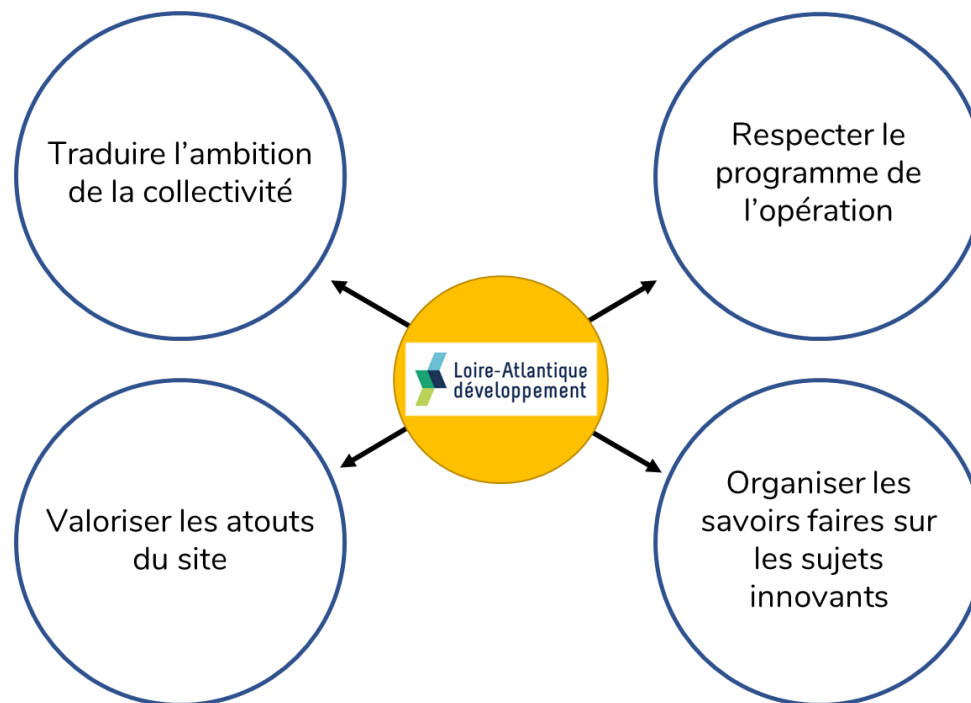 Traduire l’ambition
de la collectivité
Respecter le
programme de
l’opération
Loire-Atlantique
développement
Valoriser les atouts
du site
Organiser les
savoirs faires sur
les sujets
innovants